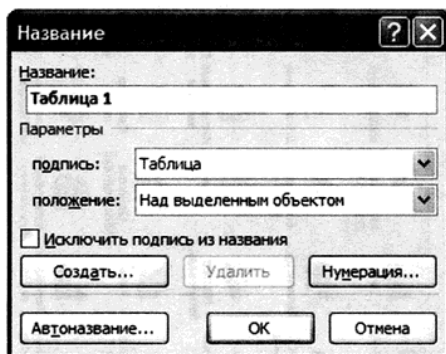 Название
Название:
Таблица 1
Параметры
подпись: Таблица
положение: Над выделенным объектом
Исключить подпись из названия
Создать... Удалить Нумерация...
Автоназвание... ОК Отмена